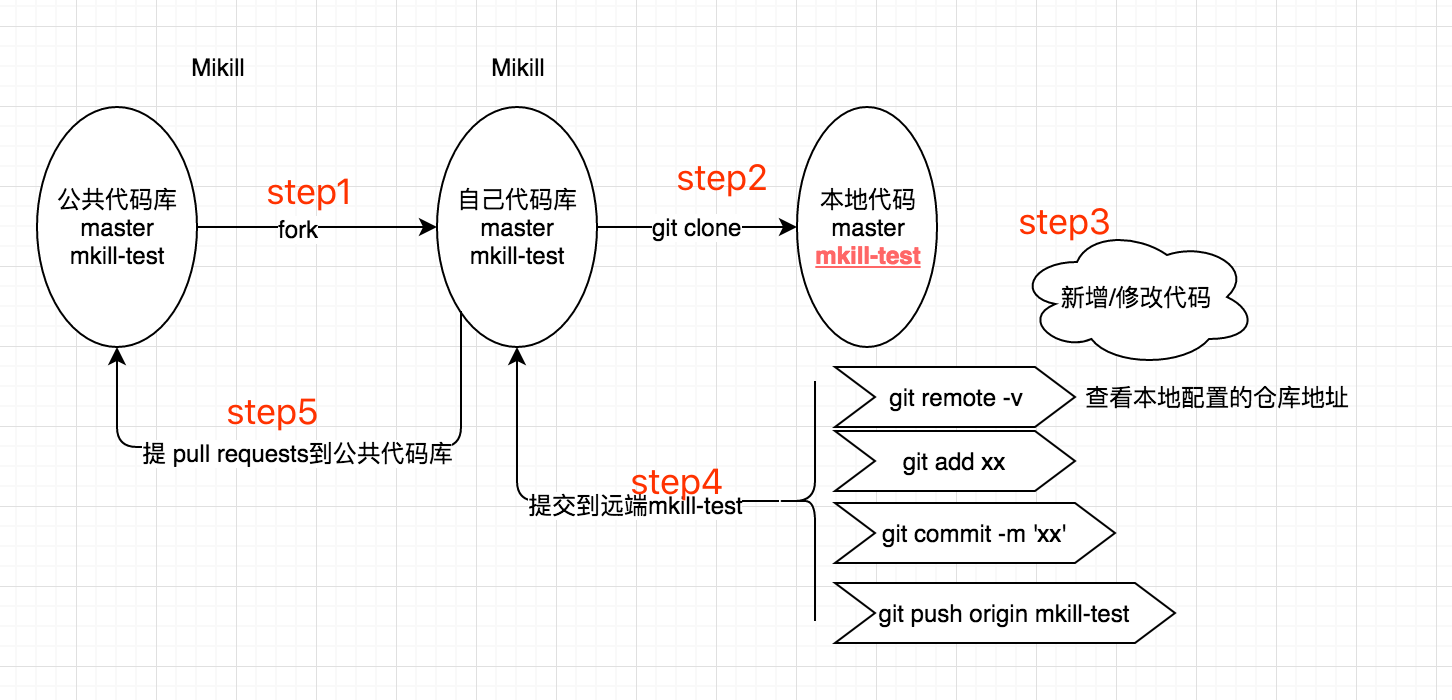 Mikill
Mikill
公共代码库
master
mkill-test
step1
fork
自己代码库
master
mkill-test
step2
git clone
本地代码
master
mkill-test
step3
新增/修改代码
step5
提 pull requests到公共代码库
step4
提交到远端mkill-test
git remote -v
查看本地配置的仓库地址
git add xx
git commit -m 'xx'
git push origin mkill-test